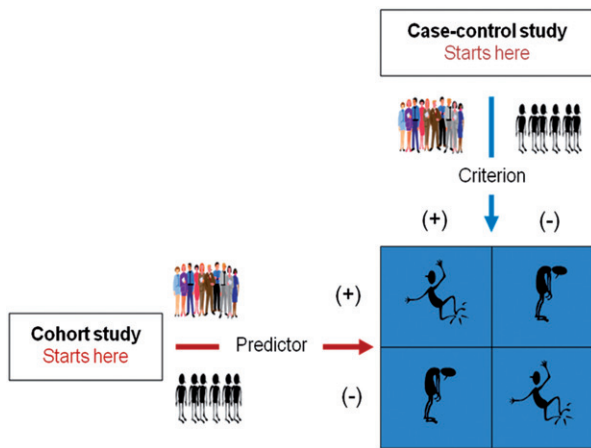 Case-control study
Starts here
Criterion
(+) (-)
(+)
Cohort study
Starts here
Predictor
(-)